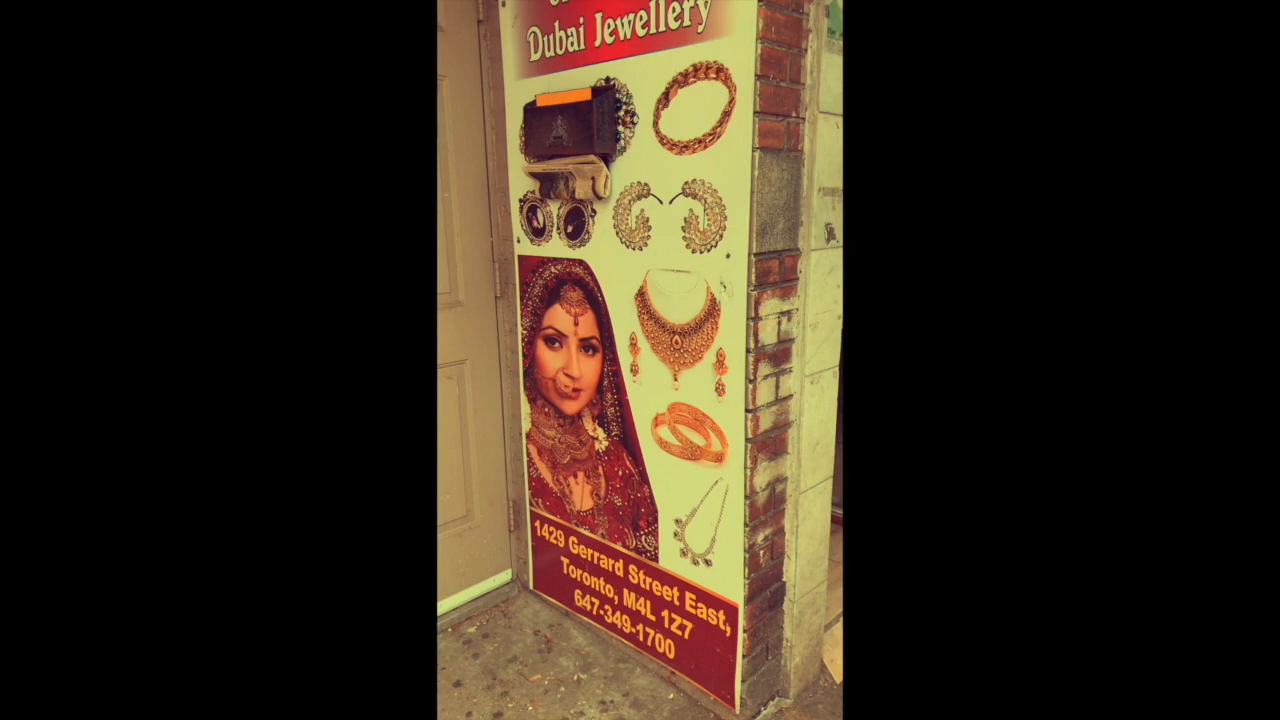 Dubai Jewellery
1429 Gerrard Street East,
Toronto, M4L 1Z7
647-349-1700